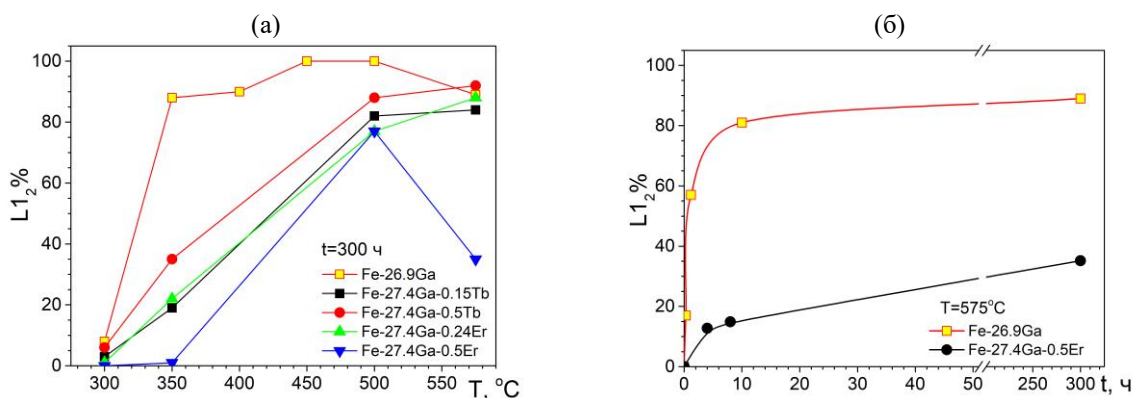 (а)
(б)
L1₂%
100
80
60
40
20
0
300
350
400
450
500
550
T, °C
t=300 ч
Fe-26.9Ga
Fe-27.4Ga-0.15Tb
Fe-27.4Ga-0.5Tb
Fe-27.4Ga-0.24Er
Fe-27.4Ga-0.5Er
L1₂%
100
80
60
40
20
0
0
10
20
30
40
50
250
300
t, ч
T=575°C
Fe-26.9Ga
Fe-27.4Ga-0.5Er